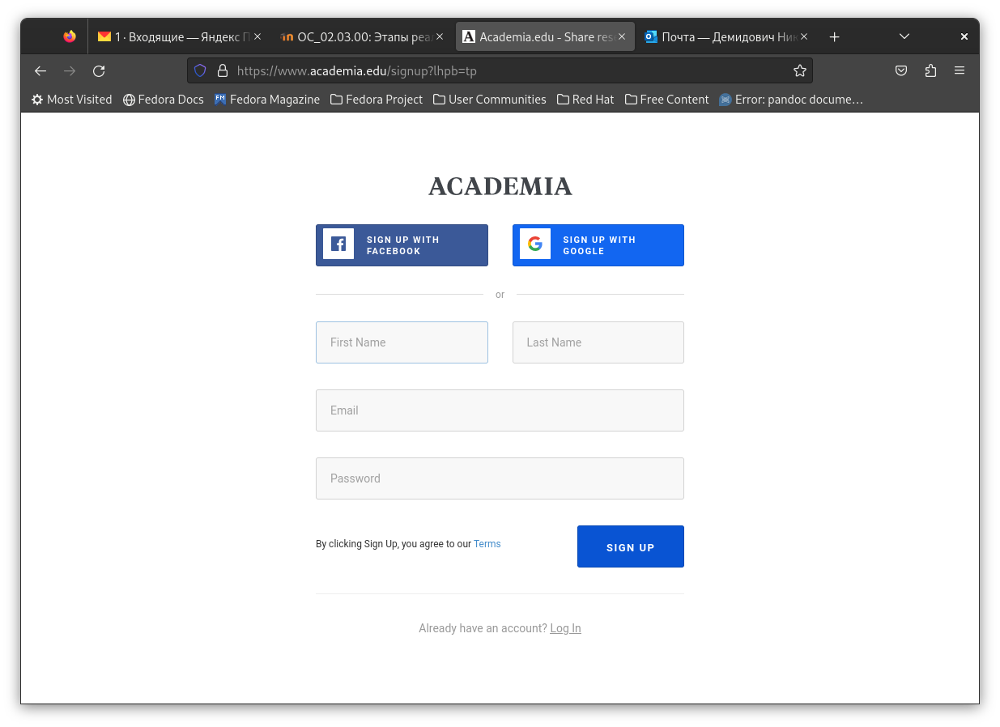 1 · Входящие — Яндекс П
ОС_02.03.00: Этапы реа
Academia.edu - Share res
Почта — Демидович Ник
https://www.academia.edu/signup?lhpb=tp
Most Visited Fedora Docs Fedora Magazine Fedora Project User Communities Red Hat Free Content Error: pandoc docume…
ACADEMIA
SIGN UP WITH
FACEBOOK
SIGN UP WITH
GOOGLE
or
First Name
Last Name
Email
Password
By clicking Sign Up, you agree to our Terms
SIGN UP
Already have an account? Log In